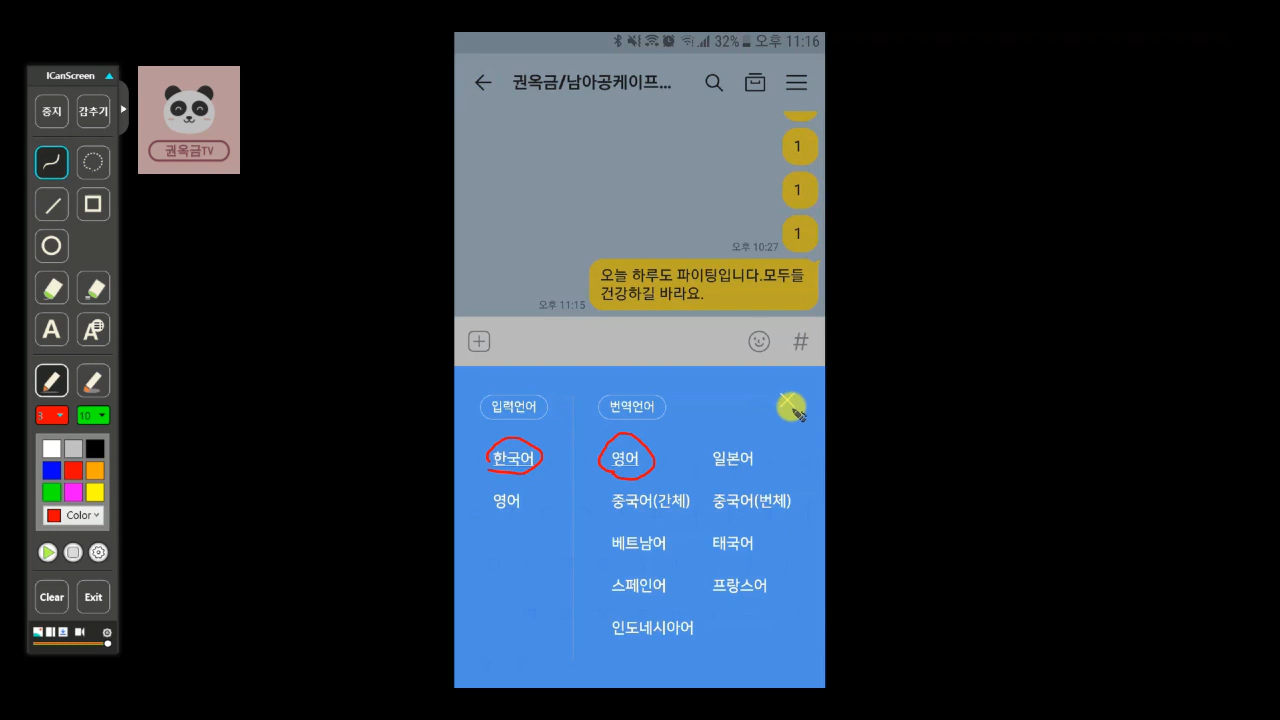 ICanScreen
중지
감추기
A
A
3
10
Color
Clear
Exit
권옥금TV
32%
오후 11:16
권옥금/남아공케이프...
1
1
1
오후 10:27
오늘 하루도 파이팅입니다.모두들
건강하길 바라요.
오후 11:15
#
입력언어
번역언어
한국어
영어
일본어
영어
중국어(간체)
중국어(번체)
베트남어
태국어
스페인어
프랑스어
인도네시아어